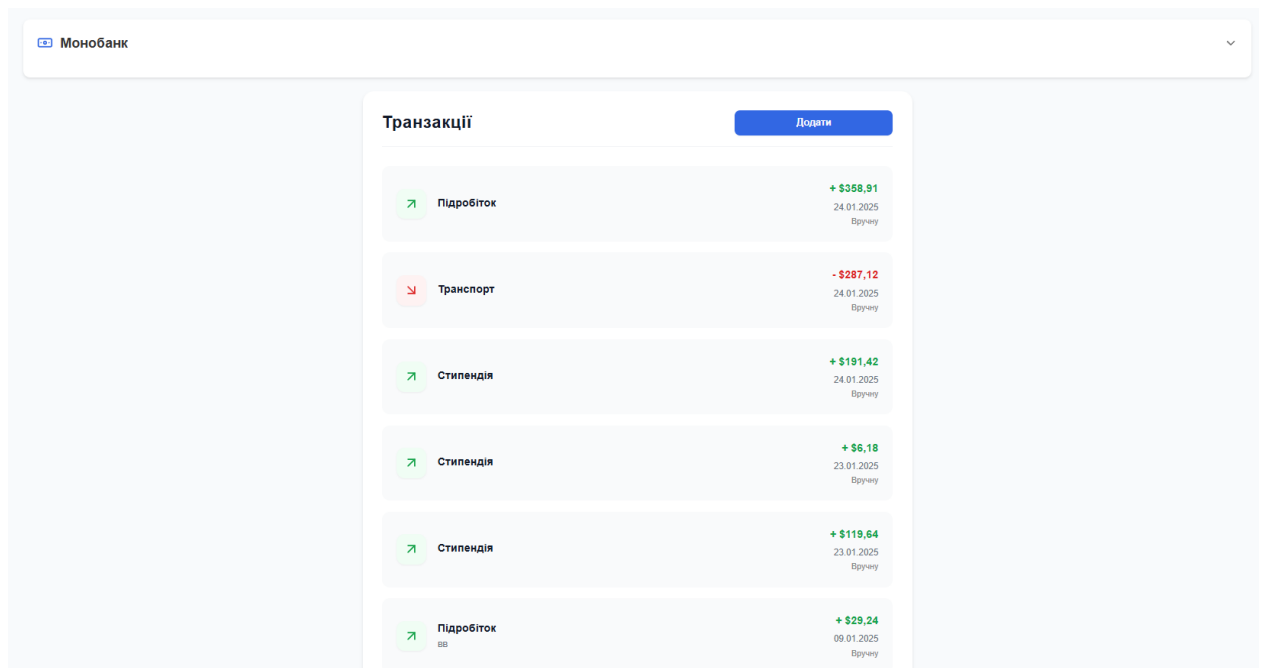 Монобанк
Транзакції
Додати
Підробіток
+ $358,91
24.01.2025
Вручну
Транспорт
- $287,12
24.01.2025
Вручну
Стипендія
+ $191,42
24.01.2025
Вручну
Стипендія
+ $6,18
23.01.2025
Вручну
Стипендія
+ $119,64
23.01.2025
Вручну
Підробіток
вв
+ $29,24
09.01.2025
Вручну